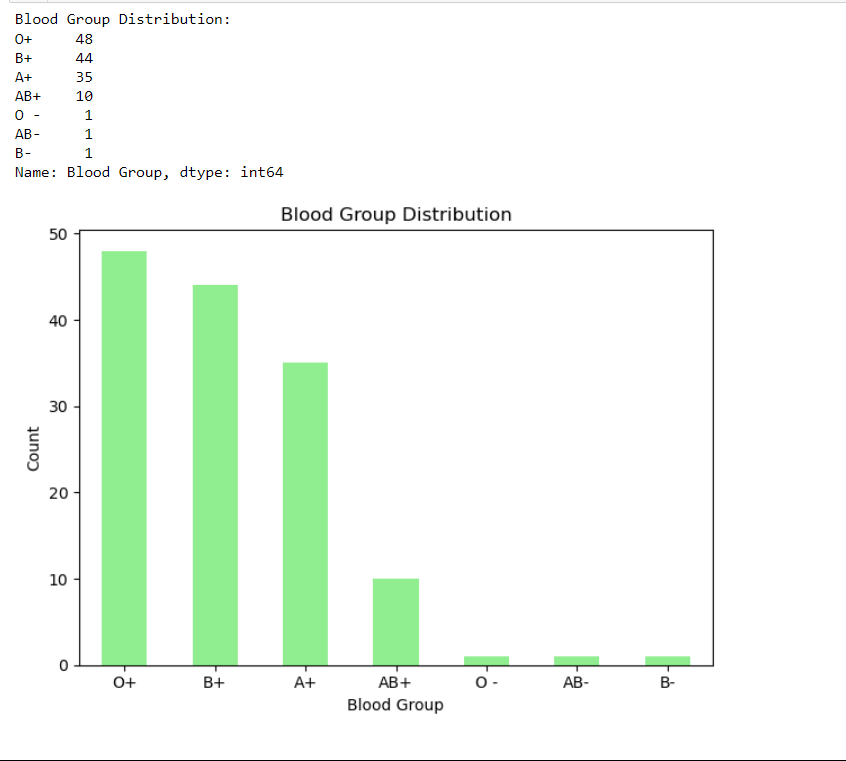 Blood Group Distribution:
O+     48
B+     44
A+     35
AB+    10
O -     1
AB-     1
B-      1
Name: Blood Group, dtype: int64
Blood Group Distribution
50
40
30
20
10
0
Count
O+ B+ A+ AB+ O - AB- B-
Blood Group